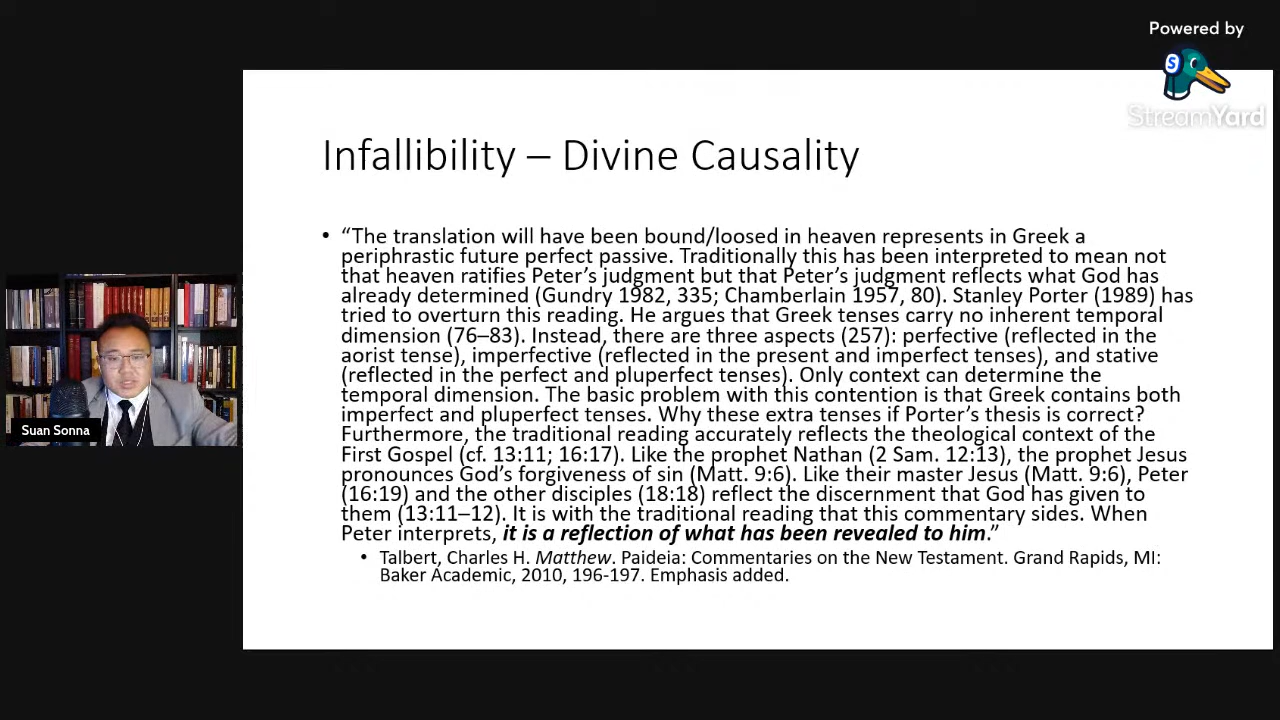 Powered by
StreamYard
Infallibility – Divine Causality
• “The translation will have been bound/loosed in heaven represents in Greek a
periphrastic future perfect passive. Traditionally this has been interpreted to mean not
that heaven ratifies Peter’s judgment but that Peter’s judgment reflects what God has
already determined (Gundry 1982, 335; Chamberlain 1957, 80). Stanley Porter (1989) has
tried to overturn this reading. He argues that Greek tenses carry no inherent temporal
dimension (76–83). Instead, there are three aspects (257): perfective (reflected in the
aorist tense), imperfective (reflected in the present and imperfect tenses), and stative
(reflected in the perfect and pluperfect tenses). Only context can determine the
temporal dimension. The basic problem with this contention is that Greek contains both
imperfect and pluperfect tenses. Why these extra tenses if Porter’s thesis is correct?
Furthermore, the traditional reading accurately reflects the theological context of the
First Gospel (cf. 13:11; 16:17). Like the prophet Nathan (2 Sam. 12:13), the prophet Jesus
pronounces God’s forgiveness of sin (Matt. 9:6). Like their master Jesus (Matt. 9:6), Peter
(16:19) and the other disciples (18:18) reflect the discernment that God has given to
them (13:11–12). It is with the traditional reading that this commentary sides. When
Peter interprets, it is a reflection of what has been revealed to him.”
• Talbert, Charles H. Matthew. Paideia: Commentaries on the New Testament. Grand Rapids, MI:
Baker Academic, 2010, 196-197. Emphasis added.
Suan Sonna